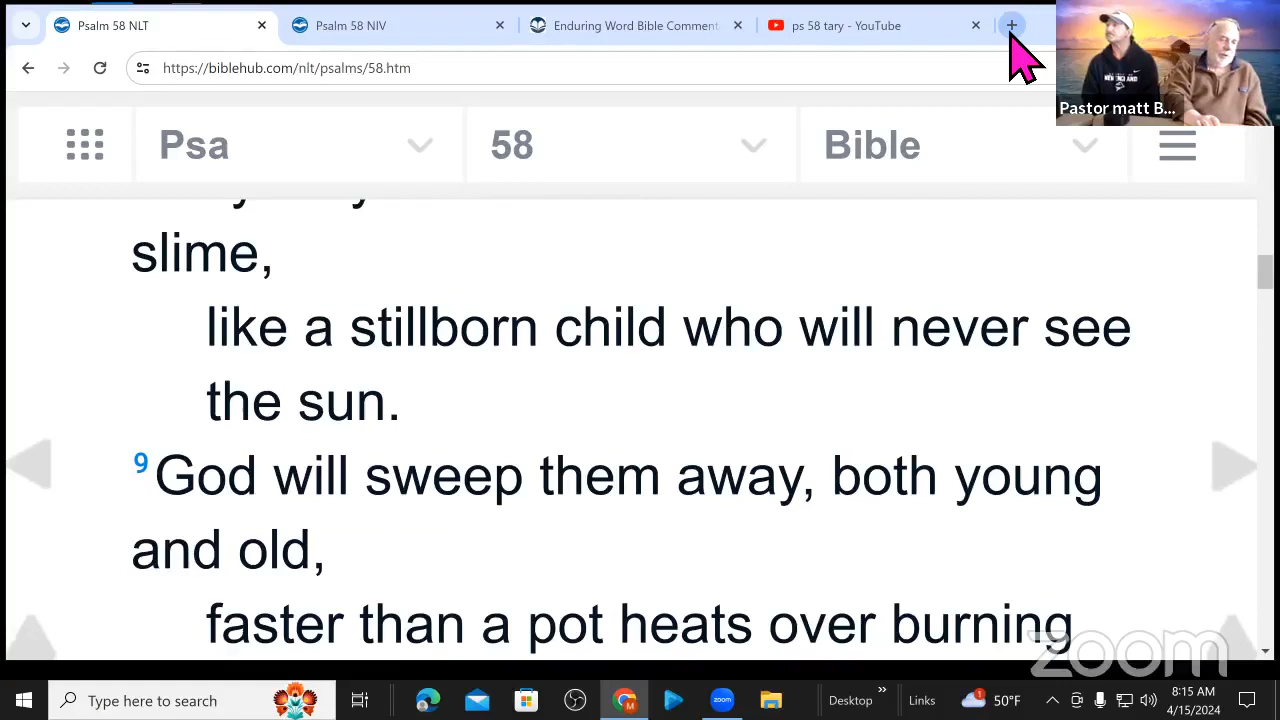 Psalm 58 NLT
Psalm 58 NIV
Enduring Word Bible Comment
ps 58 tary - YouTube
https://biblehub.com/nlt/psalms/58.htm
Pastor matt B...
Psa
58
Bible
slime,
like a stillborn child who will never see
the sun.
9 God will sweep them away, both young
and old,
faster than a pot heats over burning
zoom
Type here to search
zoom
Desktop
Links
1
50°F
8:15 AM
4/15/2024